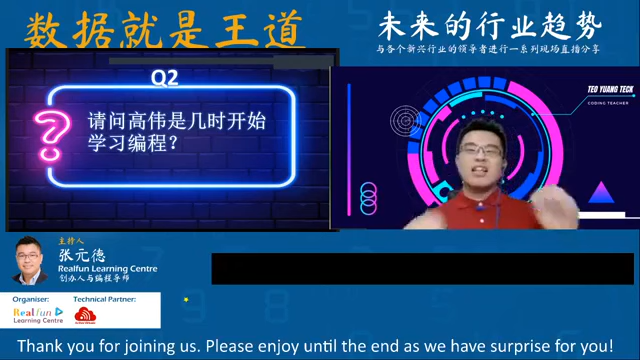 数据就是王道
未来的行业趋势
与各个新兴行业的领导者进行一系列现场直播分享
Q2
请问高伟是几时开始
学习编程？
TEO YUANG TECK
CODING TEACHER
主持人
张元德
Realfun Learning Centre
创办人与编程导师
Organiser:
Technical Partner:
Realfun
Learning Centre
Thank you for joining us. Please enjoy until the end as we have surprise for you!